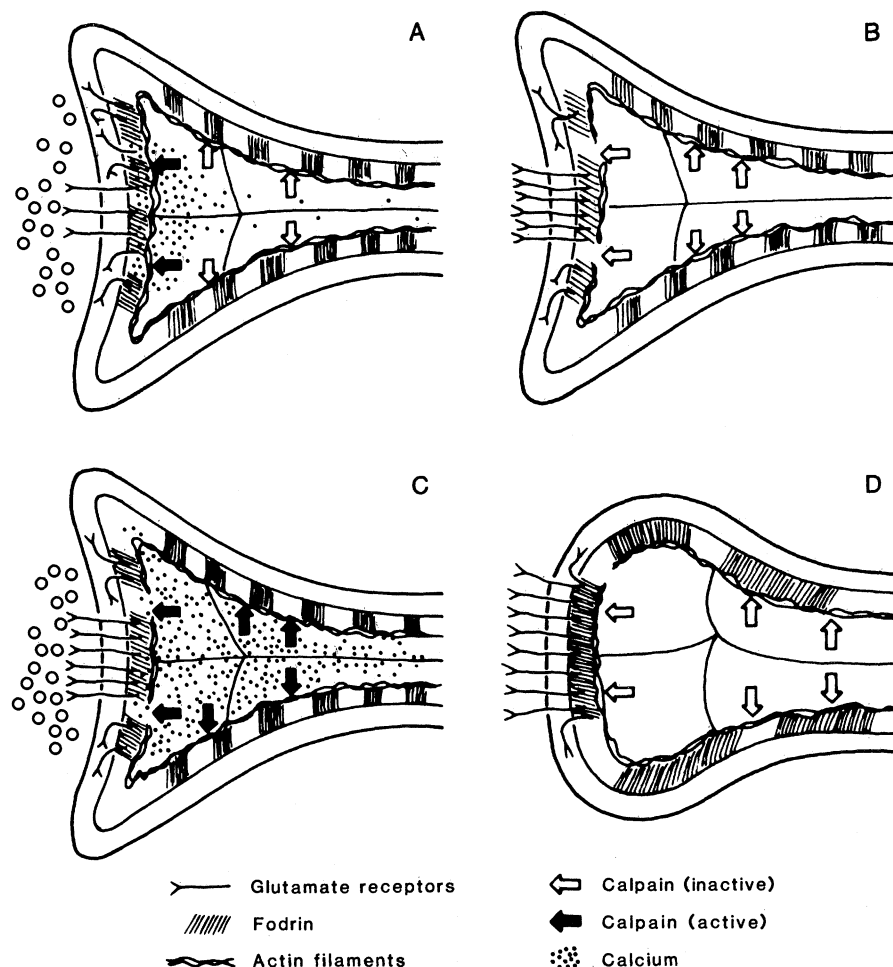 A
B
C
D
Glutamate receptors
Calpain (inactive)
Fodrin
Calpain (active)
Actin filaments
Calcium